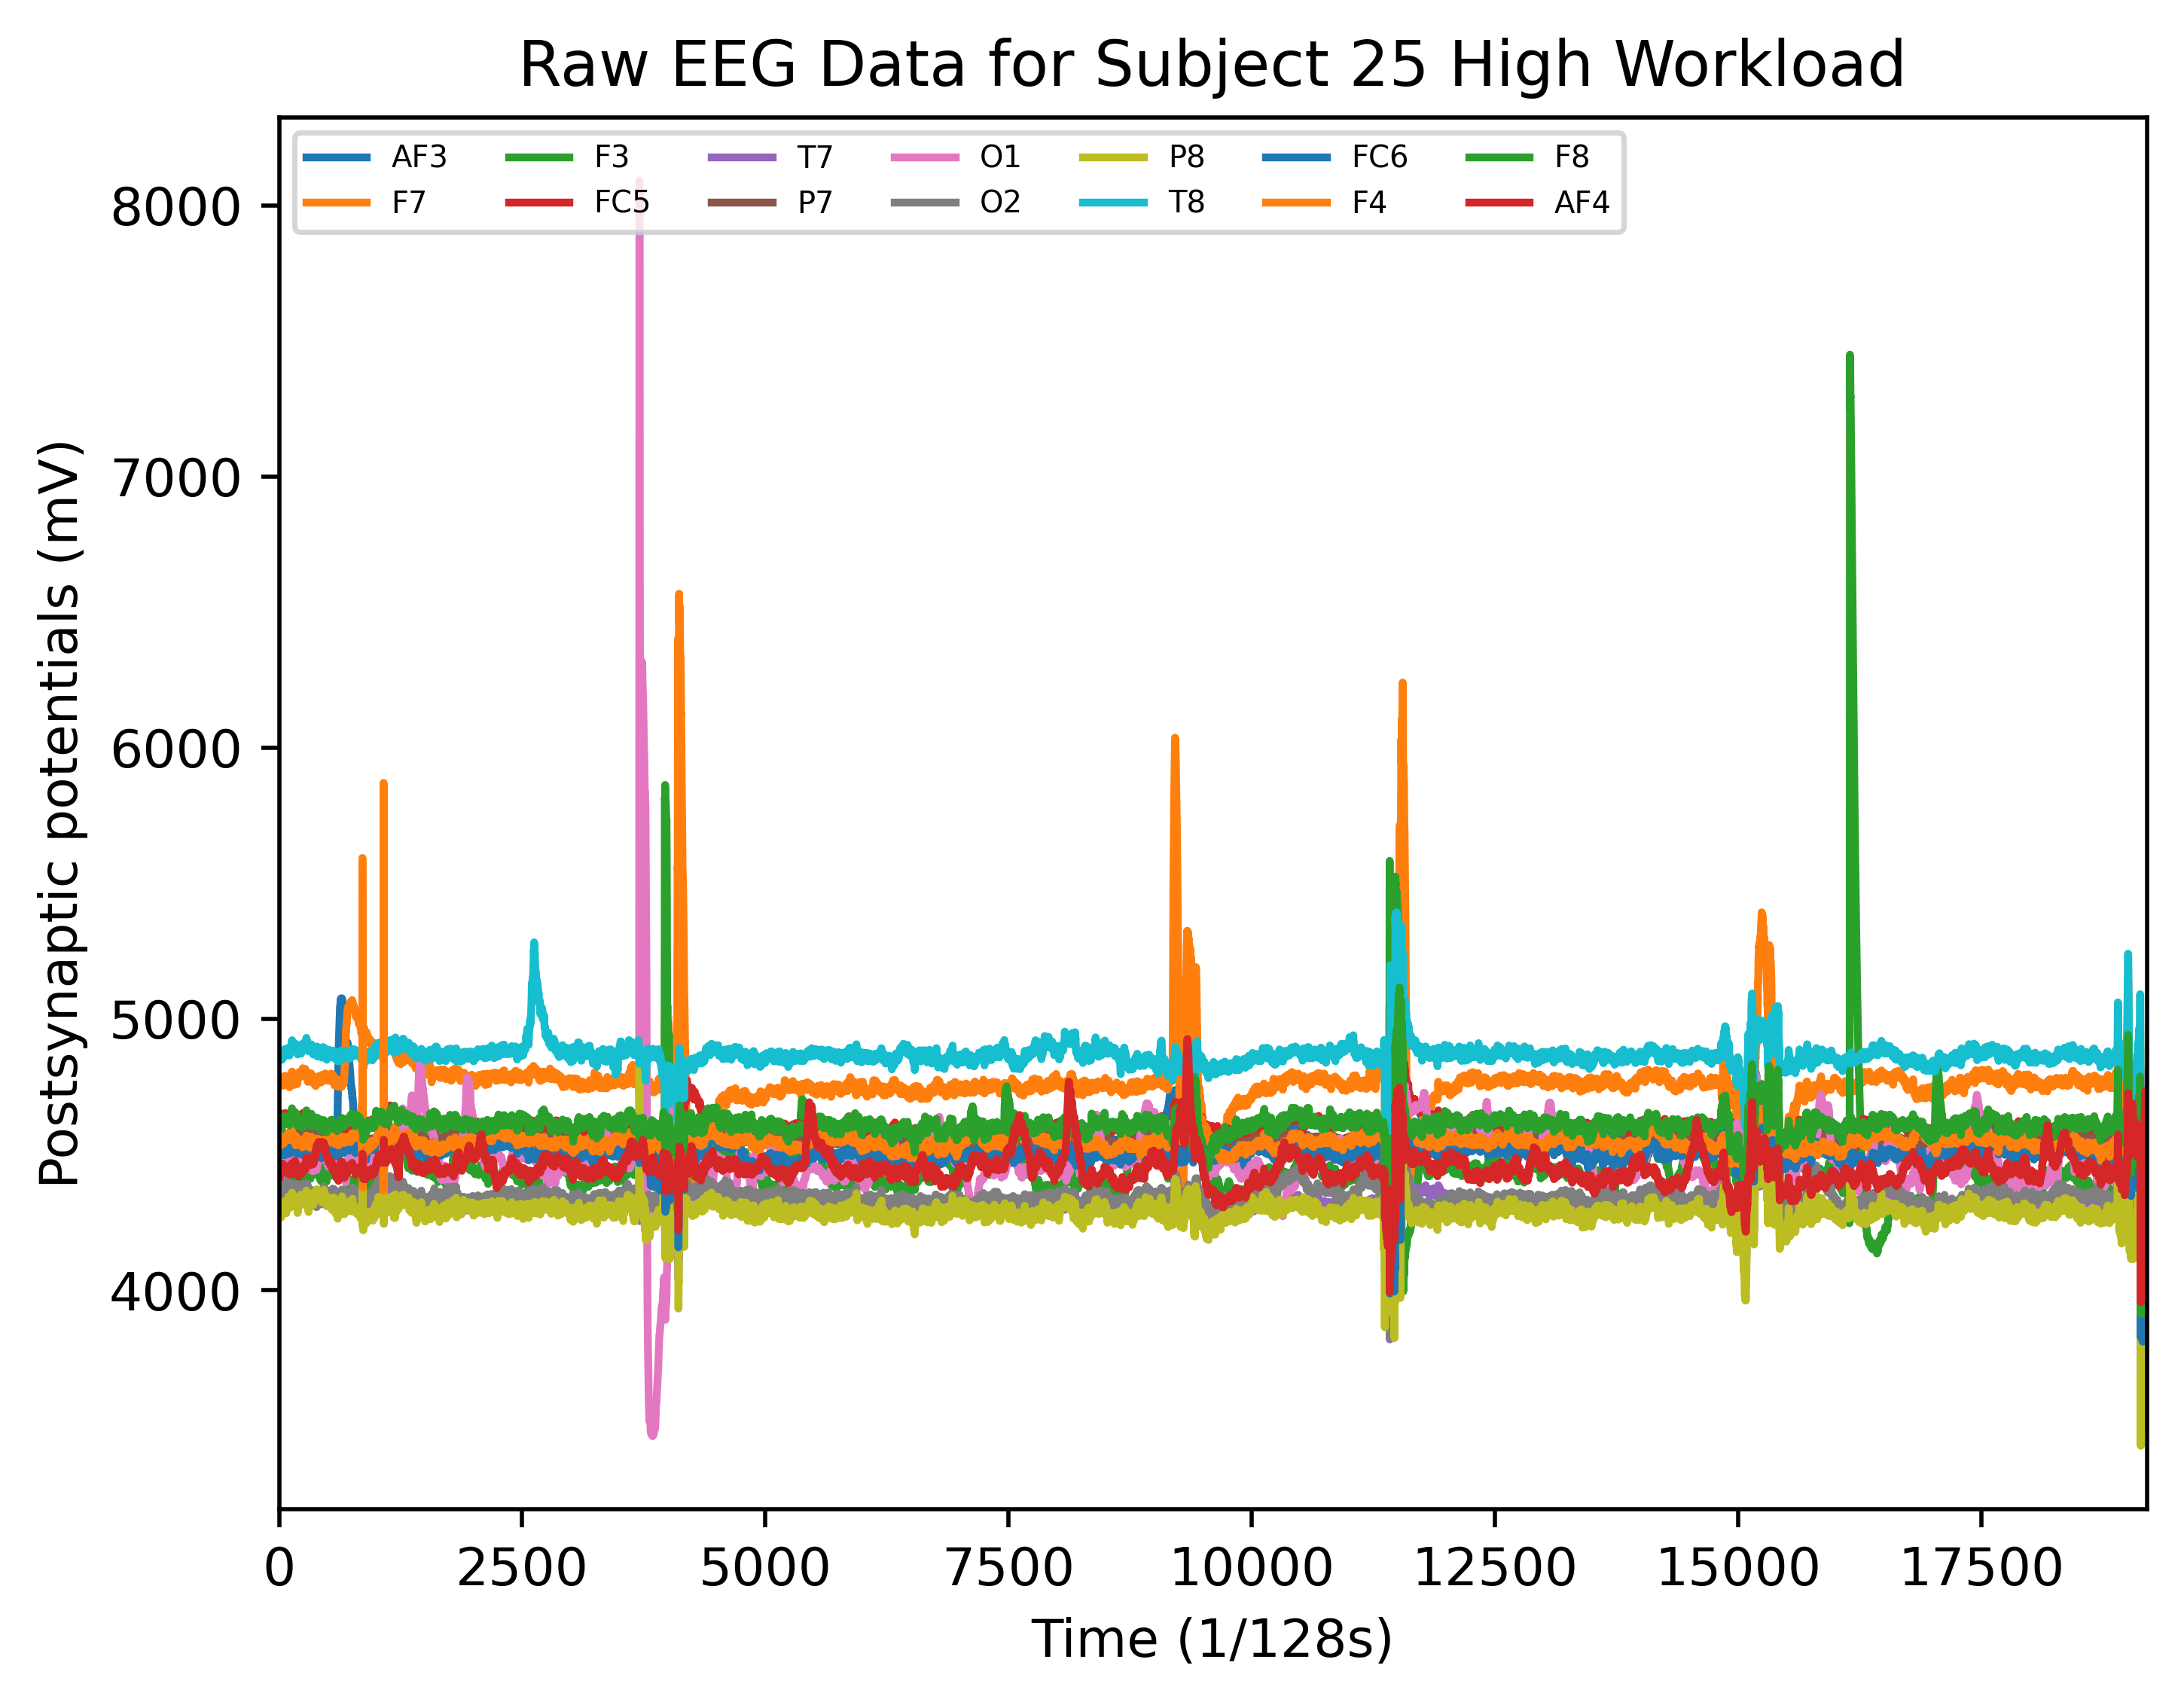 Raw EEG Data for Subject 25 High Workload
AF3 F3 T7 O1 P8 FC6 F8
F7 FC5 P7 O2 T8 F4 AF4
8000
7000
6000
5000
4000
Postsynaptic potentials (mV)
0 2500 5000 7500 10000 12500 15000 17500
Time (1/128s)